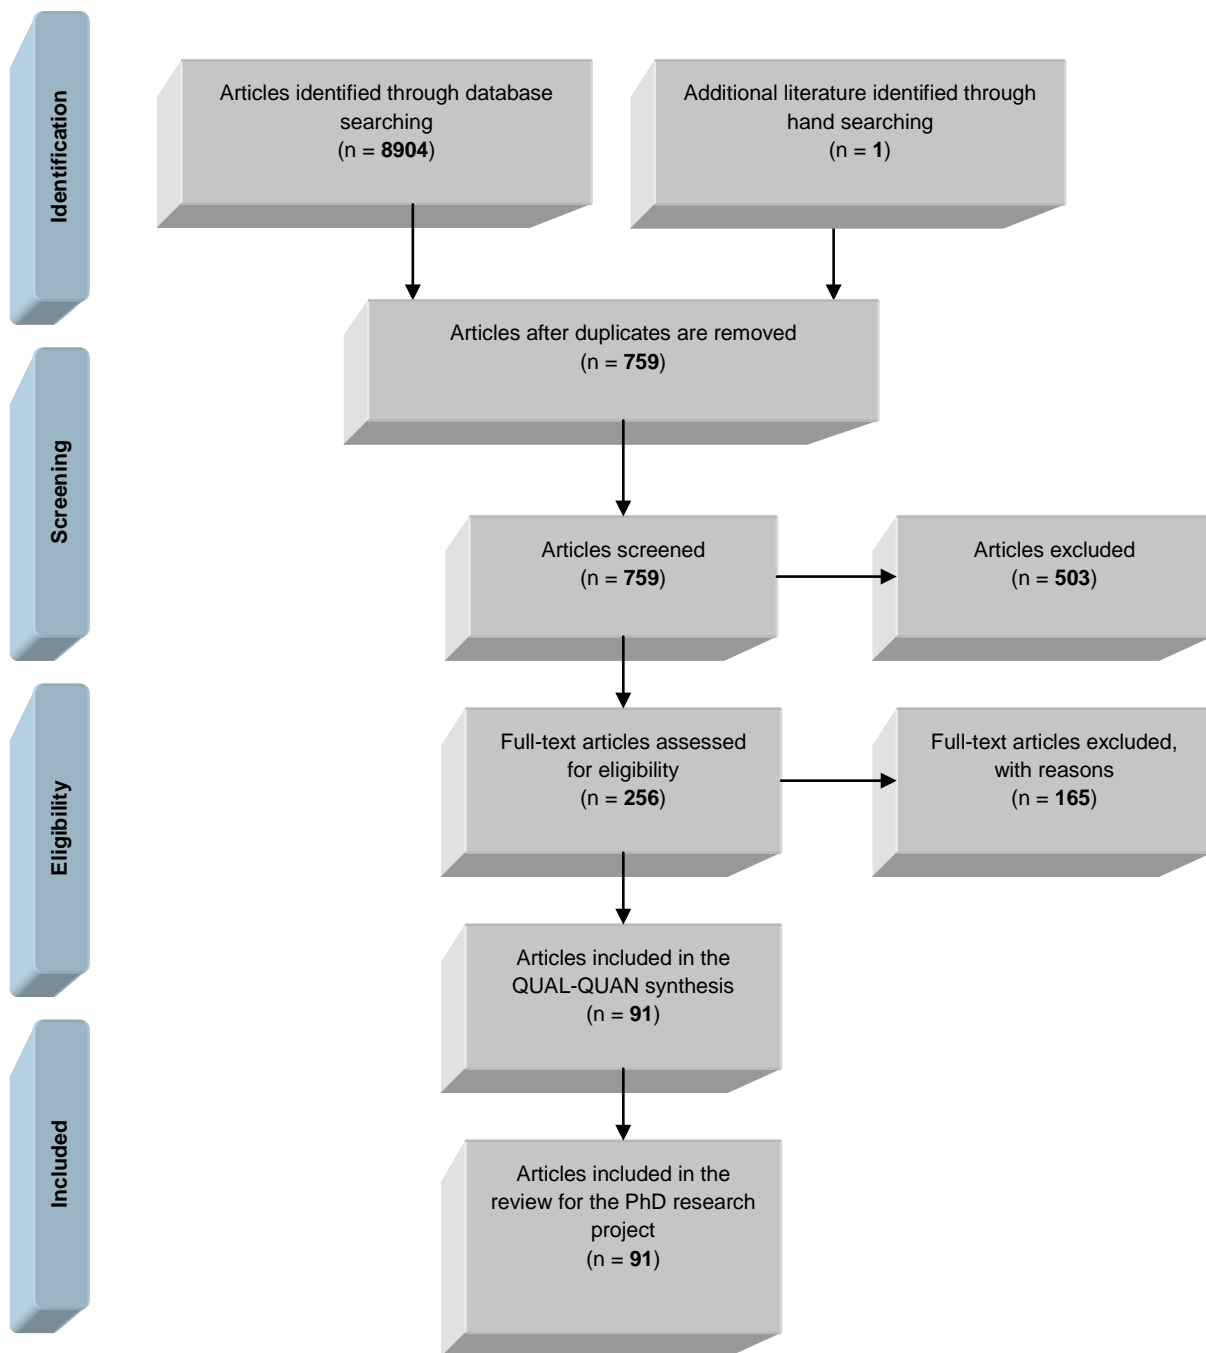 Identification
Articles identified through database
searching
(n = 8904)
Additional literature identified through
hand searching
(n = 1)
Articles after duplicates are removed
(n = 759)
Screening
Articles screened
(n = 759)
Articles excluded
(n = 503)
Eligibility
Full-text articles assessed
for eligibility
(n = 256)
Full-text articles excluded,
with reasons
(n = 165)
Articles included in the
QUAL-QUAN synthesis
(n = 91)
Included
Articles included in the
review for the PhD research
project
(n = 91)